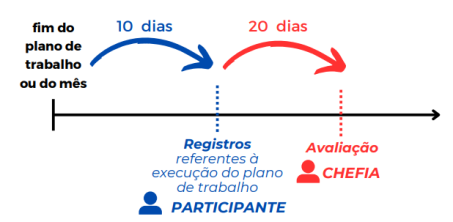 fim do
plano de
trabalho
ou do mês
10 dias
20 dias
Registros
referentes à
execução do plano
de trabalho
PARTICIPANTE
Avaliação
CHEFIA